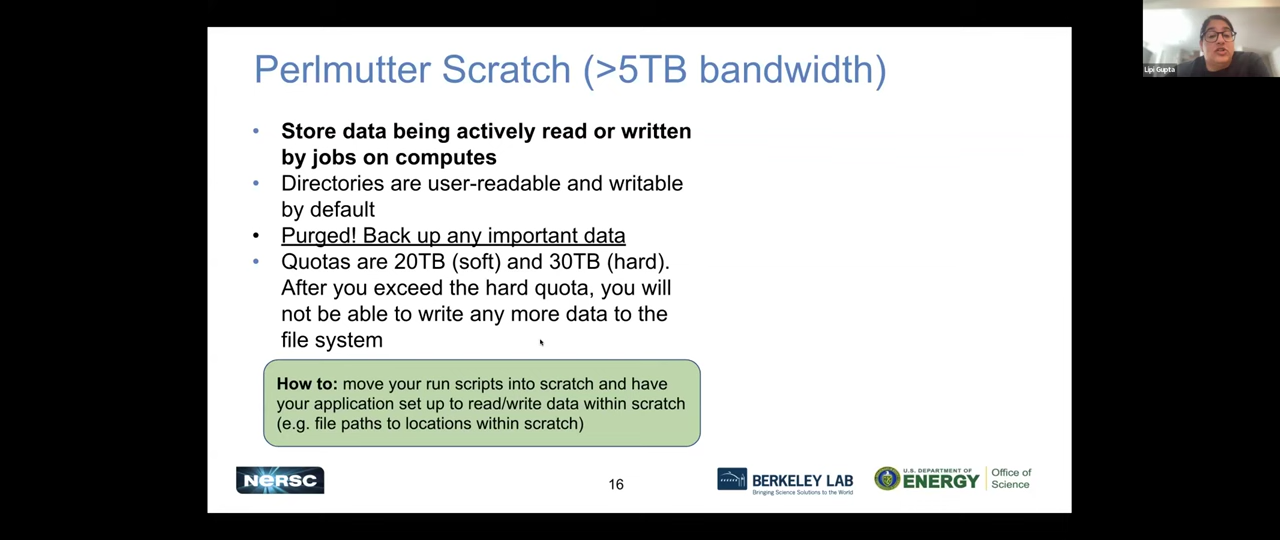 Perlmutter Scratch (>5TB bandwidth)
Lipi Gupta
• Store data being actively read or written
by jobs on computes
• Directories are user-readable and writable
by default
• Purged! Back up any important data
• Quotas are 20TB (soft) and 30TB (hard).
After you exceed the hard quota, you will
not be able to write any more data to the
file system
How to: move your run scripts into scratch and have
your application set up to read/write data within scratch
(e.g. file paths to locations within scratch)
NERSC
16
BERKELEY LAB
Bringing Science Solutions to the World
U.S. DEPARTMENT OF
ENERGY
Office of
Science